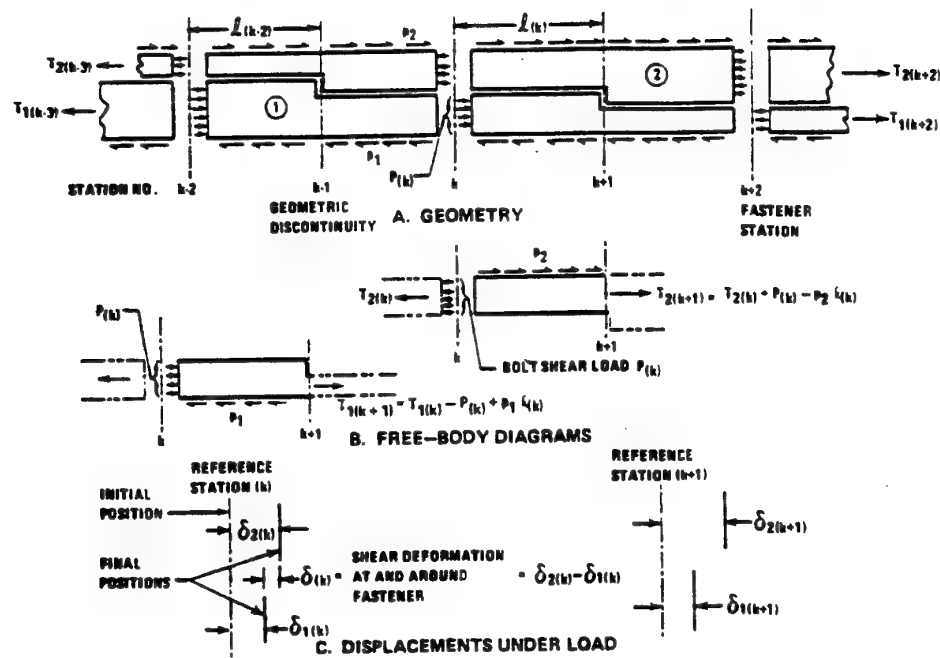 l(k-2) p2 l(k)
T2(k-3) T2(k+2)
① ②
T1(k-3) T1(k+2)
p1 P(k)
STATION NO. k-2 k-1 k k+1 k+2
GEOMETRIC
DISCONTINUITY
A. GEOMETRY
FASTENER
STATION
p2
T2(k) T2(k+1) = T2(k) + P(k) - p2 l(k)
k k+1
BOLT SHEAR LOAD P(k)
P(k)
p1
T1(k+1) = T1(k) - P(k) + p1 l(k)
k k+1
B. FREE-BODY DIAGRAMS
REFERENCE
STATION (k)
REFERENCE
STATION (k+1)
INITIAL
POSITION
δ2(k) δ2(k+1)
FINAL
POSITIONS
δ(k) = SHEAR DEFORMATION
AT AND AROUND
FASTENER
= δ2(k) - δ1(k)
δ1(k) δ1(k+1)
C. DISPLACEMENTS UNDER LOAD